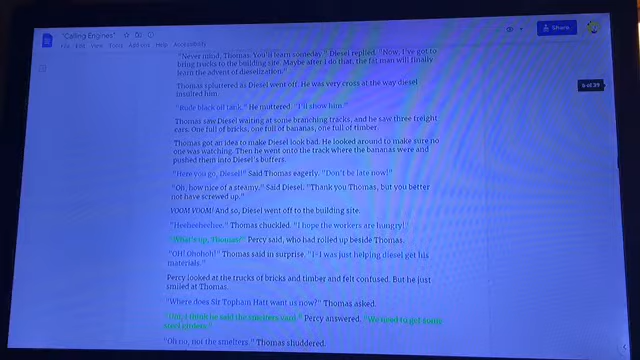 "Calling Engines"
File Edit View Tools Add-ons Help Accessibility
Share
"Never mind, Thomas. You'll learn someday." Diesel replied. "Now, I've got to
bring trucks to the building site. Maybe after I do that, the fat man will finally
learn the advent of dieselization."
Thomas spluttered as Diesel went off. He was very cross at the way diesel
insulted him.
"Rude black oil tank." He muttered. "I'll show him."
Thomas saw Diesel waiting at some branching tracks, and he saw three freight
cars. One full of bricks, one full of bananas, one full of timber.
Thomas got an idea to make Diesel look bad. He looked around to make sure no
one was watching. Then he went onto the track where the bananas were and
pushed them into Diesel's buffers.
"Here you go, Diesel!" Said Thomas eagerly. "Don't be late now!"
"Oh, how nice of a steamy." Said Diesel. "Thank you Thomas, but you better
not have screwed up."
VOOM VOOM! And so, Diesel went off to the building site.
"Heeheeheehee." Thomas chuckled. "I hope the workers are hungry!"
"What's up, Thomas?" Percy said, who had rolled up beside Thomas.
"OH! Ohohoh!" Thomas said in surprise. "I-I was just helping diesel get his
materials."
Percy looked at the trucks of bricks and timber and felt confused. But he just
smiled at Thomas.
"Where does Sir Topham Hatt want us now?" Thomas asked.
I think he said the smelters yard." Percy answered. "We need to get some
"Oh no, not the smelters." Thomas shuddered.